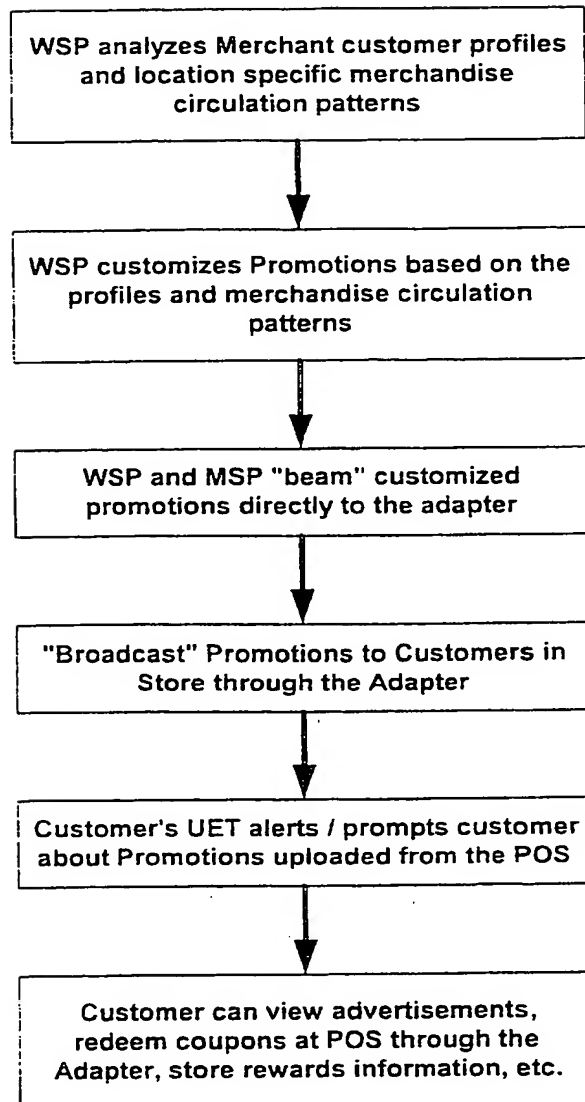 WSP analyzes Merchant customer profiles
and location specific merchandise
circulation patterns
WSP customizes Promotions based on the
profiles and merchandise circulation
patterns
WSP and MSP "beam" customized
promotions directly to the adapter
"Broadcast" Promotions to Customers in
Store through the Adapter
Customer's UET alerts / prompts customer
about Promotions uploaded from the POS
Customer can view advertisements,
redeem coupons at POS through the
Adapter, store rewards information, etc.